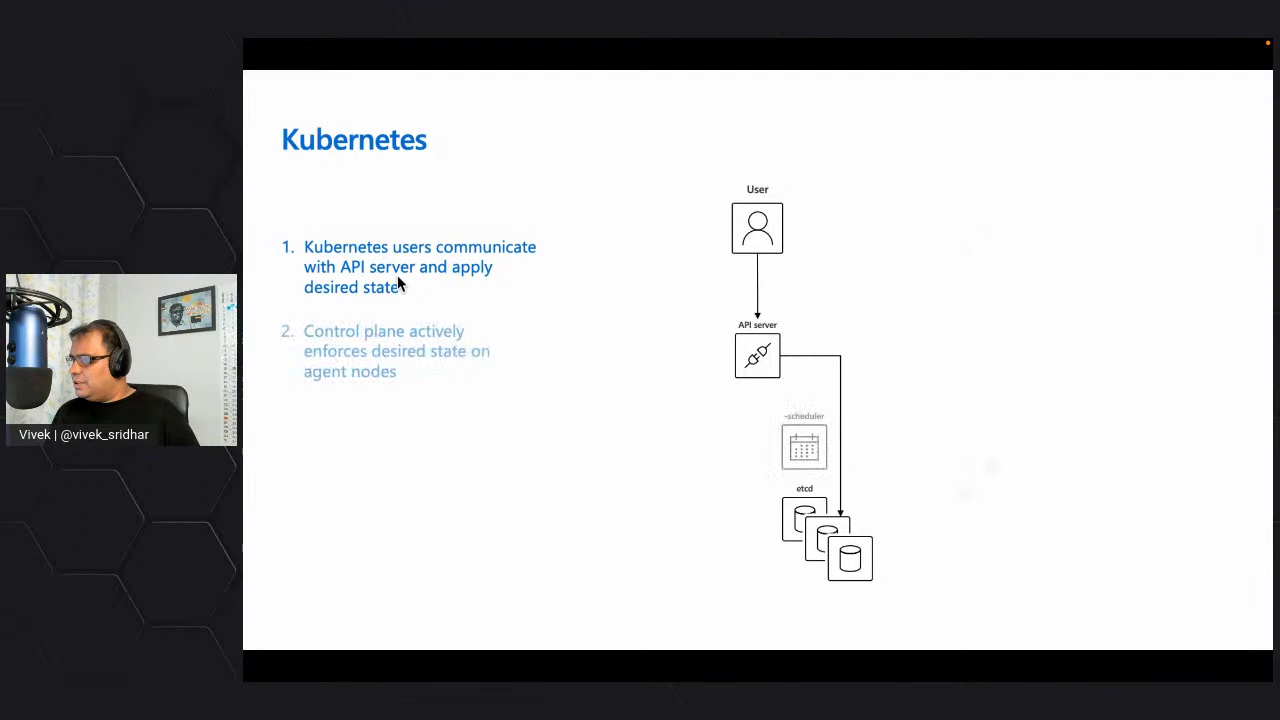 Kubernetes
1. Kubernetes users communicate
with API server and apply
desired state
2. Control plane actively
enforces desired state on
agent nodes
User
API server
-scheduler
etcd
Vivek | @vivek_sridhar